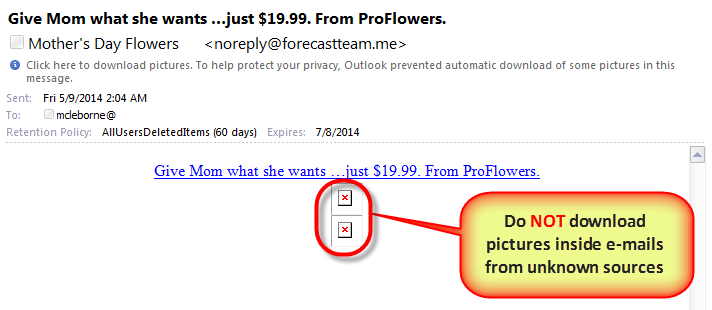 Give Mom what she wants ...just $19.99. From ProFlowers.
Mother's Day Flowers <noreply@forecastteam.me>
Click here to download pictures. To help protect your privacy, Outlook prevented automatic download of some pictures in this
message.
Sent: Fri 5/9/2014 2:04 AM
To: mcleborne@
Retention Policy: AllUsersDeletedItems (60 days) Expires: 7/8/2014
Give Mom what she wants ...just $19.99. From ProFlowers.
Do NOT download
pictures inside e-mails
from unknown sources